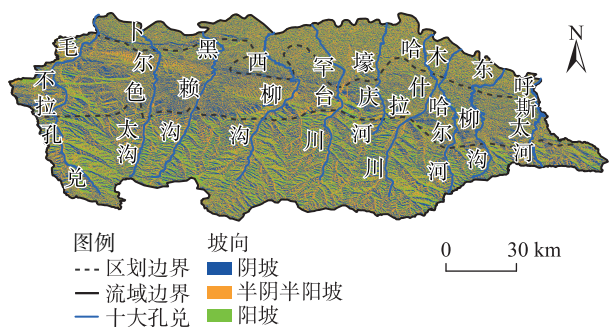 毛不拉孔兑
卜尔色太沟
黑赖沟
西柳沟
罕台川
壕庆河
哈什拉川
木哈尔河
东柳沟
呼斯太河
N
图例
区划边界
流域边界
十大孔兑
坡向
阴坡
半阴半阳坡
阳坡
0 30 km